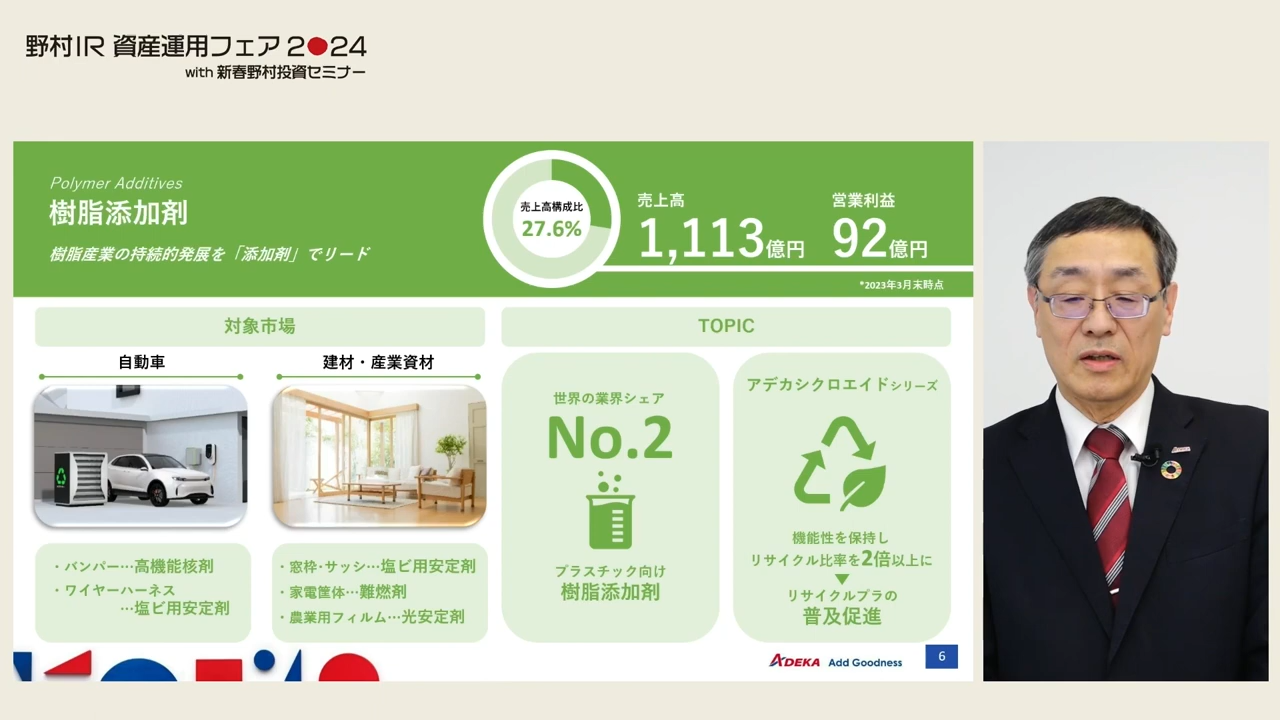 野村IR 資産運用フェア 2024
with 新春野村投資セミナー
Polymer Additives
樹脂添加剤
樹脂産業の持続的発展を「添加剤」でリード
売上高構成比
27.6%
売上高
1,113億円
営業利益
92億円
*2023年3月末時点
対象市場
自動車
建材・産業資材
・バンパー…高機能核剤
・ワイヤーハーネス
…塩ビ用安定剤
・窓枠・サッシ…塩ビ用安定剤
・家電筐体…難燃剤
・農業用フィルム…光安定剤
TOPIC
世界の業界シェア
No.2
プラスチック向け
樹脂添加剤
アデカシクロエイドシリーズ
機能性を保持し
リサイクル比率を2倍以上に
リサイクルプラの
普及促進
ADEKA Add Goodness
6